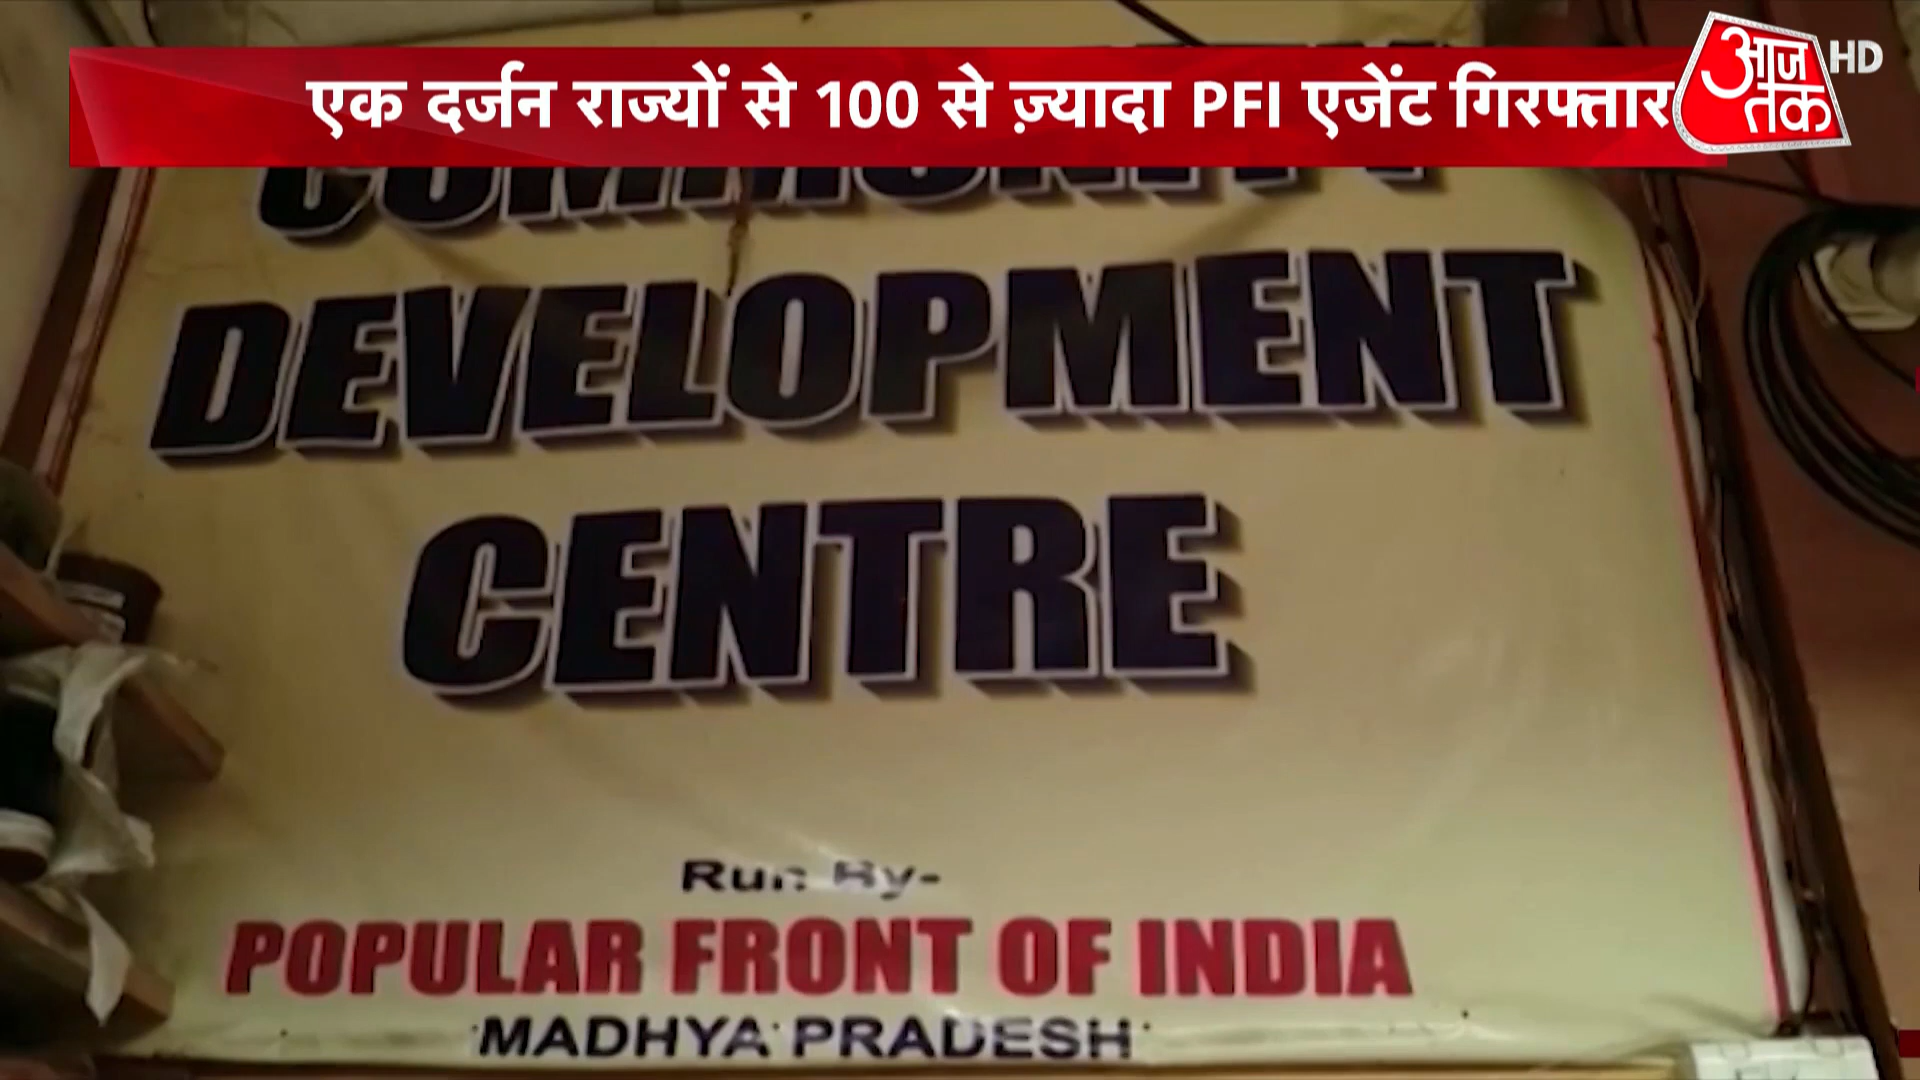 एक दर्जन राज्यों से 100 से ज़्यादा PFI एजेंट गिरफ्तार
आज
तक
HD
COMMUNITY
DEVELOPMENT
CENTRE
Run By-
POPULAR FRONT OF INDIA
MADHYA PRADESH